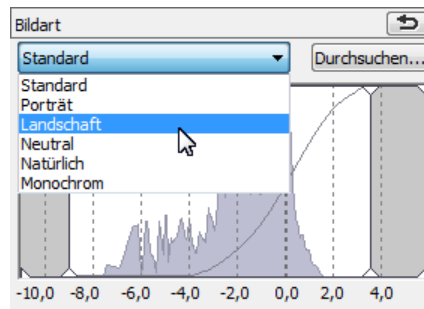 Bildart
Standard Durchsuchen...
Standard
Porträt
Landschaft
Neutral
Natürlich
Monochrom
-10,0 -8,0 -6,0 -4,0 -2,0 0,0 2,0 4,0